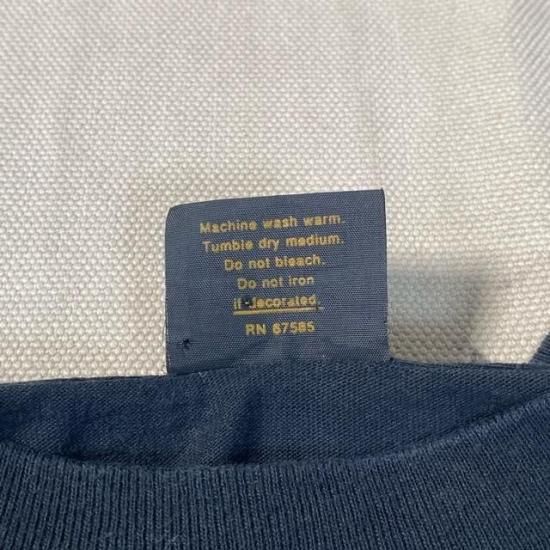 Machine wash warm.
Tumble dry medium.
Do not bleach.
Do not iron
if decorated.
RN 67585